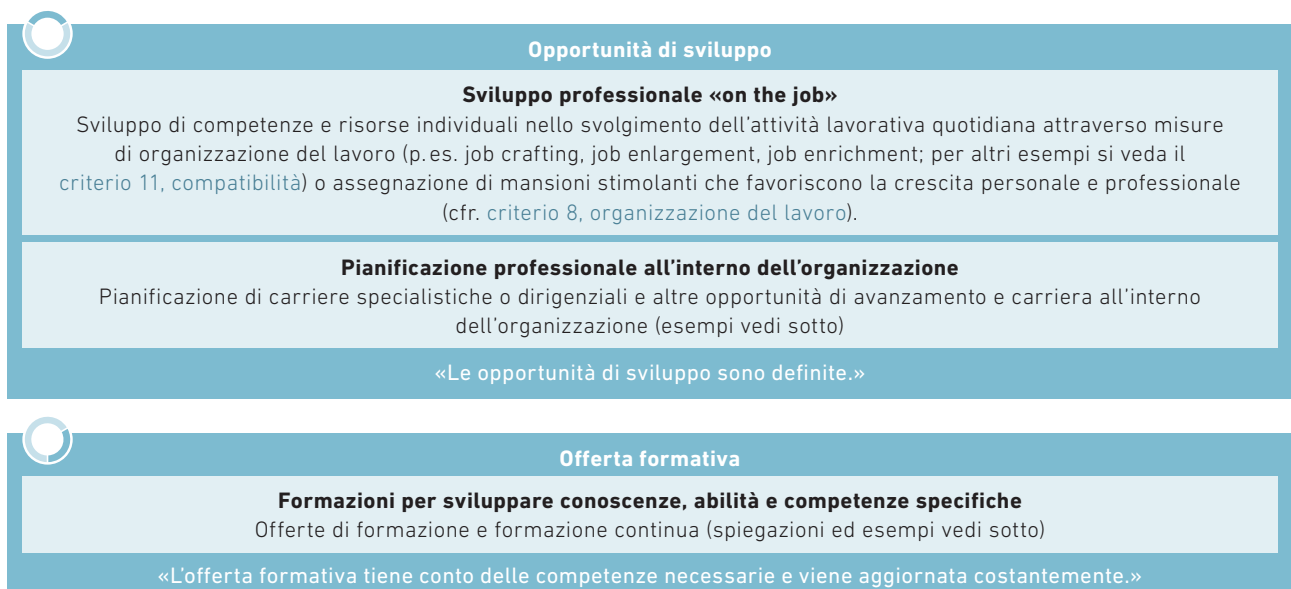 Opportunità di sviluppo
Sviluppo professionale «on the job»
Sviluppo di competenze e risorse individuali nello svolgimento dell'attività lavorativa quotidiana attraverso misure
di organizzazione del lavoro (p. es. job crafting, job enlargement, job enrichment; per altri esempi si veda il
criterio 11, compatibilità) o assegnazione di mansioni stimolanti che favoriscono la crescita personale e professionale
(cfr. criterio 8, organizzazione del lavoro).
Pianificazione professionale all'interno dell'organizzazione
Pianificazione di carriere specialistiche o dirigenziali e altre opportunità di avanzamento e carriera all'interno
dell'organizzazione (esempi vedi sotto)
«Le opportunità di sviluppo sono definite.»
Offerta formativa
Formazioni per sviluppare conoscenze, abilità e competenze specifiche
Offerte di formazione e formazione continua (spiegazioni ed esempi vedi sotto)
«L'offerta formativa tiene conto delle competenze necessarie e viene aggiornata costantemente.»